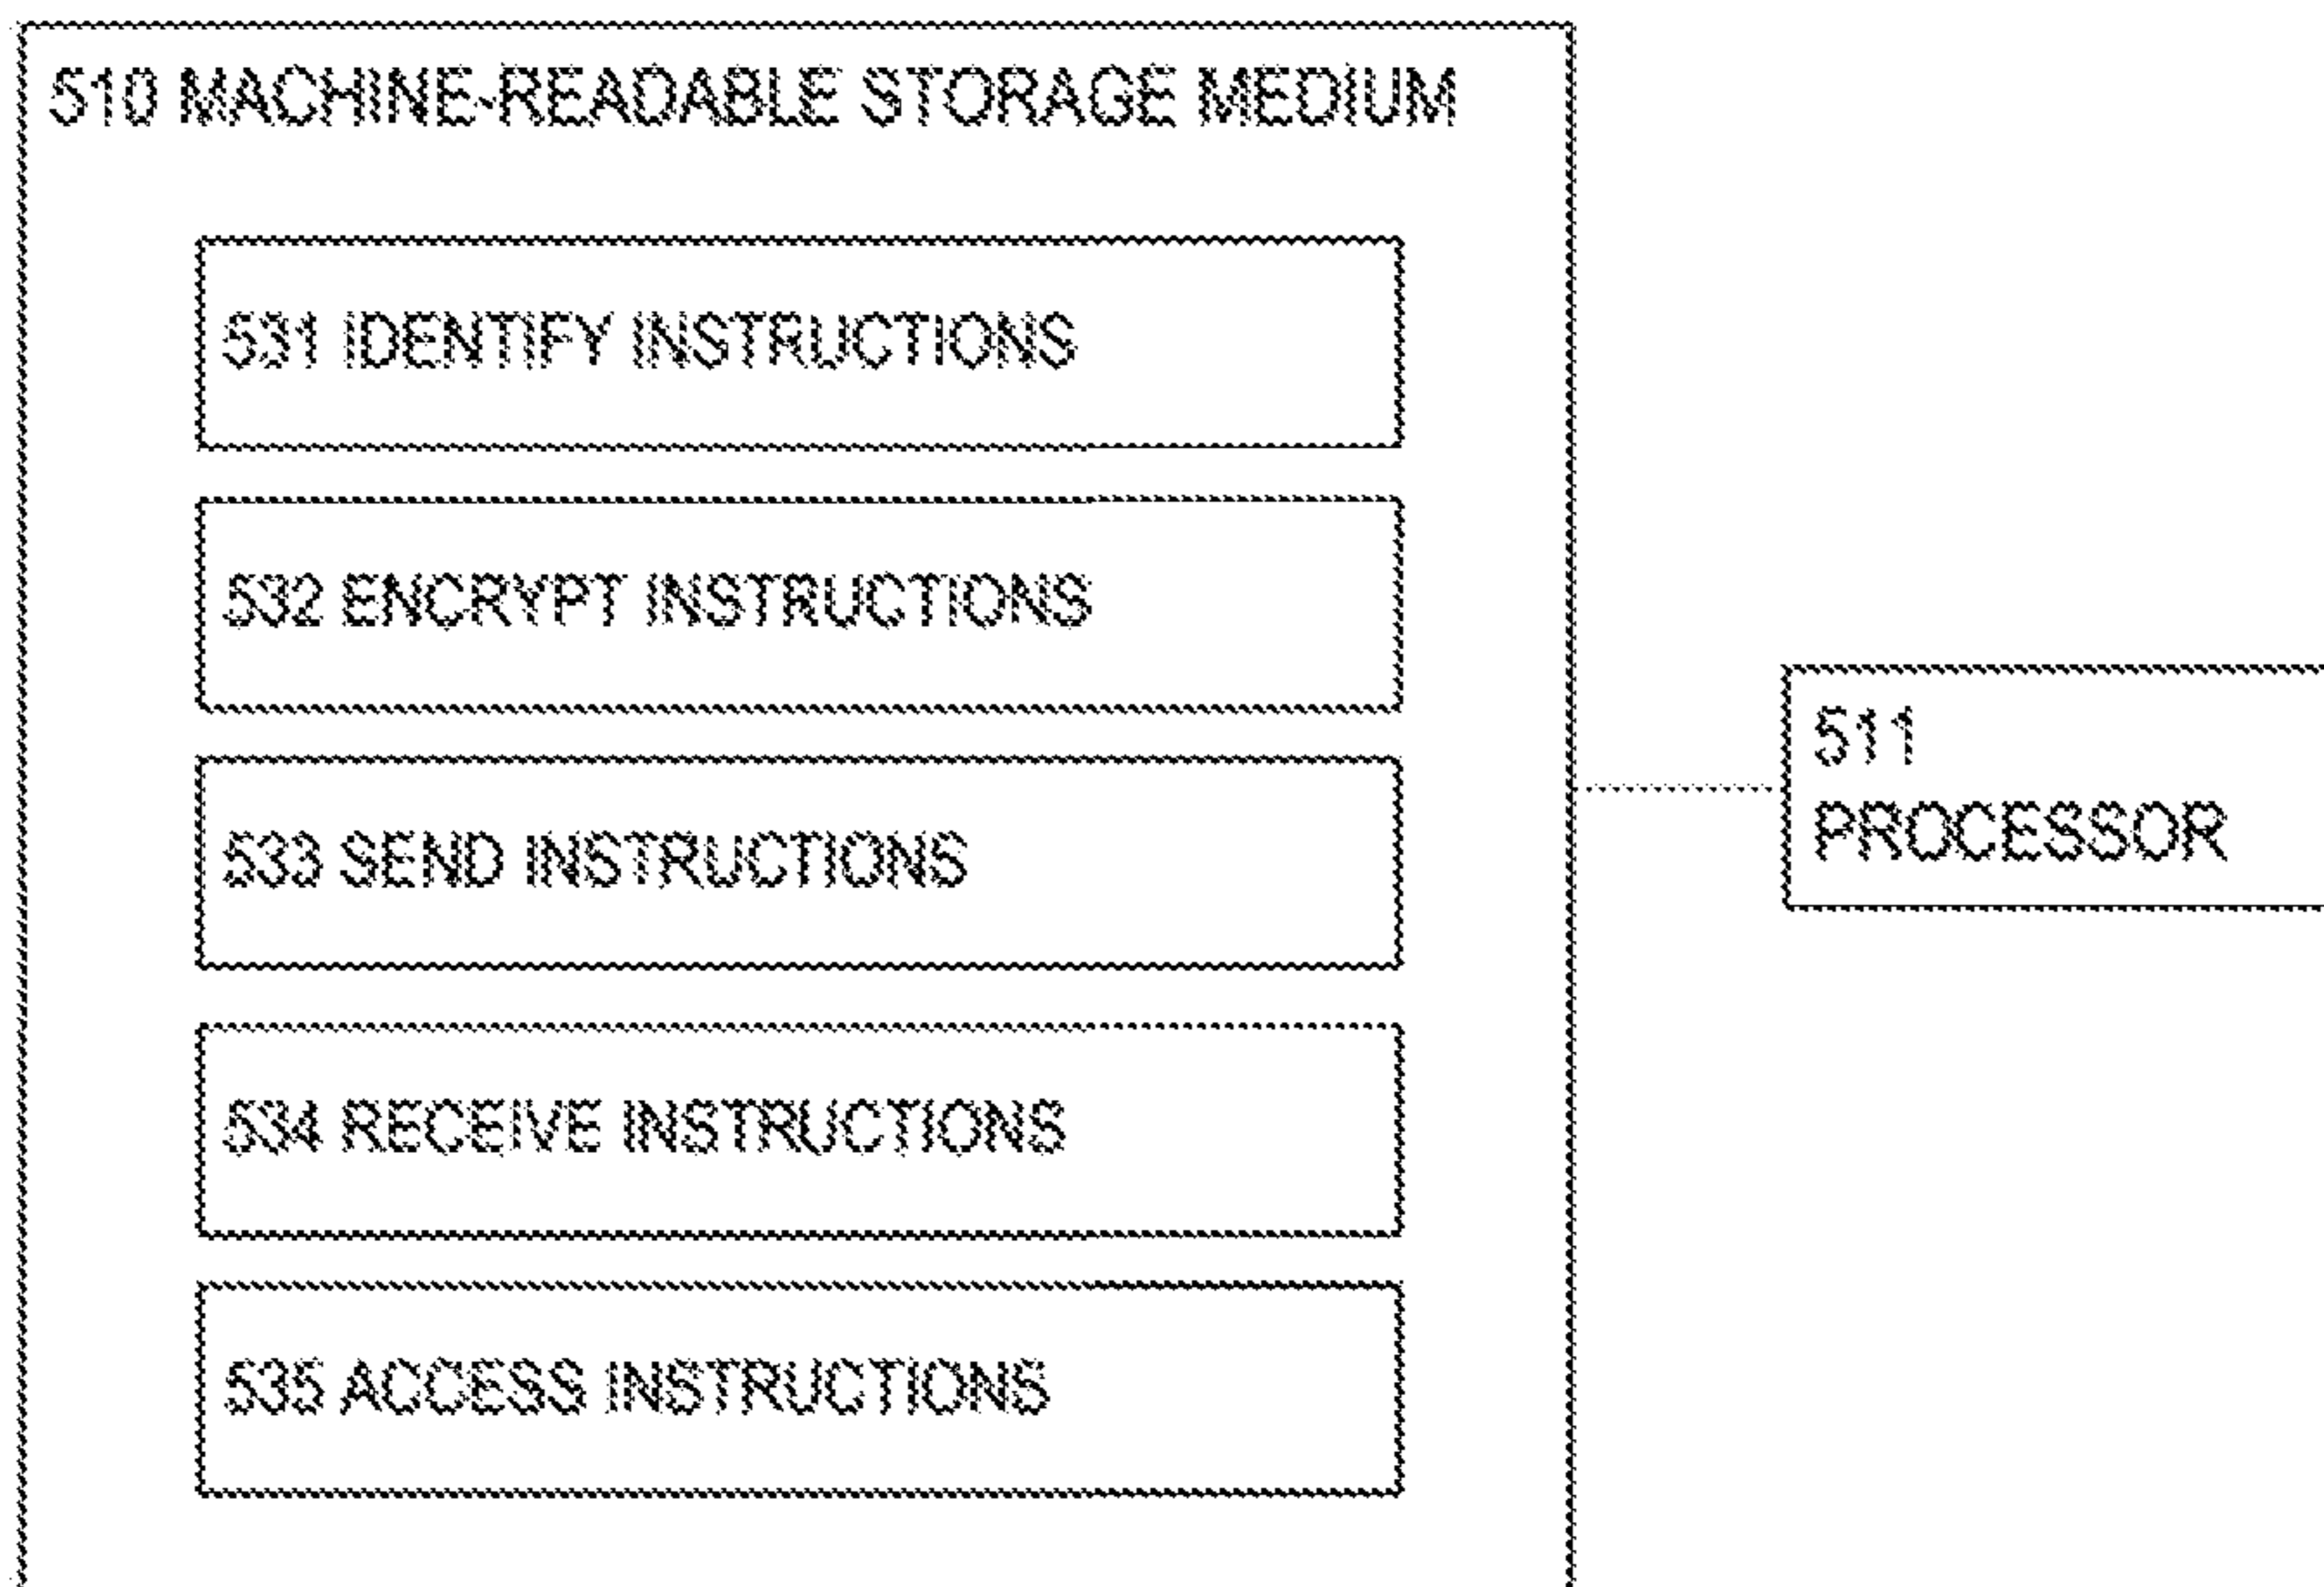 510 MACHINE-READABLE STORAGE MEDIUM
531 IDENTIFY INSTRUCTIONS
532 ENCRYPT INSTRUCTIONS
533 SEND INSTRUCTIONS
534 RECEIVE INSTRUCTIONS
535 ACCESS INSTRUCTIONS
511
PROCESSOR